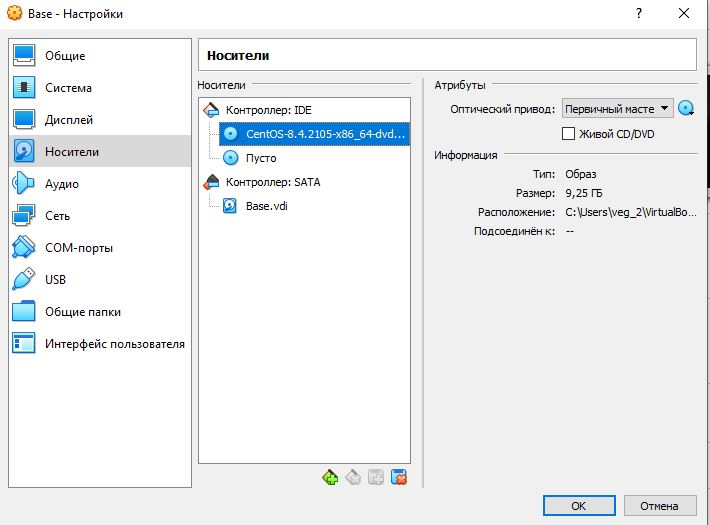 Base - Настройки
Общие
Система
Дисплей
Носители
Аудио
Сеть
COM-порты
USB
Общие папки
Интерфейс пользователя
Носители
Носители
Контроллер: IDE
CentOS-8.4.2105-x86_64-dvd...
Пусто
Контроллер: SATA
Base.vdi
Атрибуты
Оптический привод: Первичный масте
Живой CD/DVD
Информация
Тип: Образ
Размер: 9,25 ГБ
Расположение: C:\Users\veg_2\VirtualBo...
Подсоединён к: --
OK
Отмена